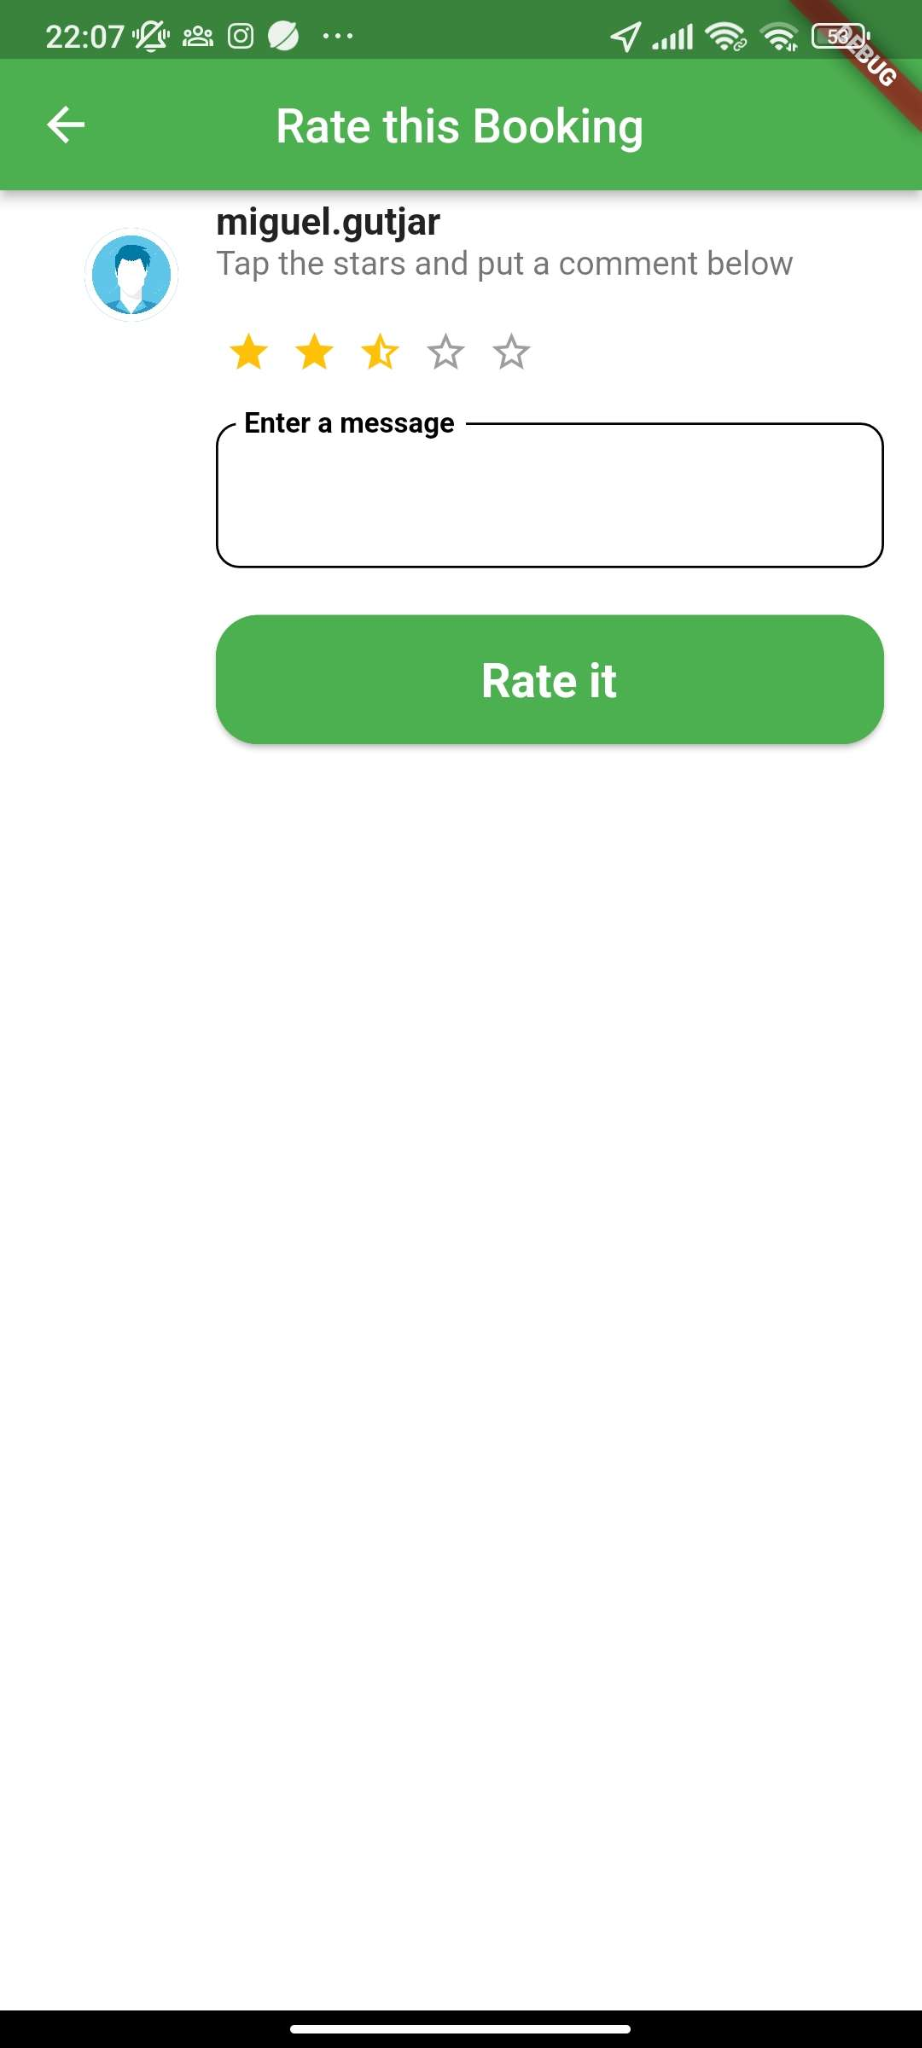 22:07
53
DEBUG
Rate this Booking
miguel.gutjar
Tap the stars and put a comment below
Enter a message
Rate it